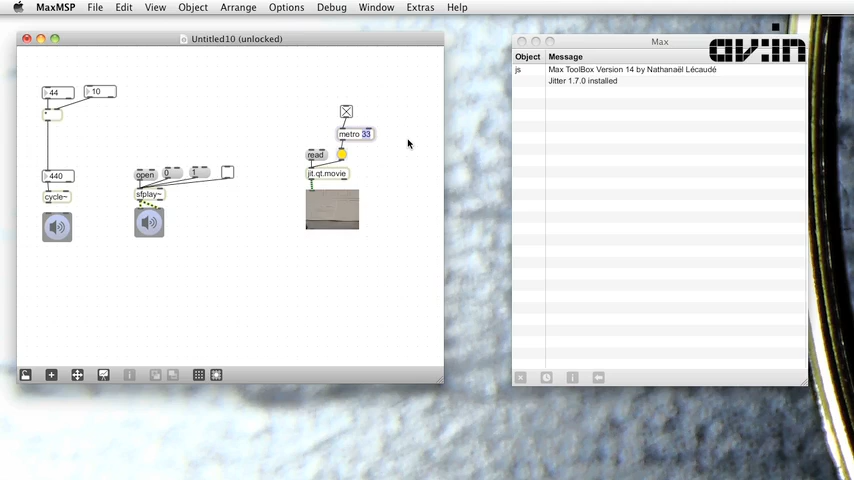 MaxMSP File Edit View Object Arrange Options Debug Window Extras Help
Untitled10 (unlocked)
44
10
*
440
cycle~
open
0
1
sfplay~
metro 33
read
jit.qt.movie
Max
av:in
Object Message
js Max ToolBox Version 14 by Nathanaël Lécaudé
Jitter 1.7.0 installed